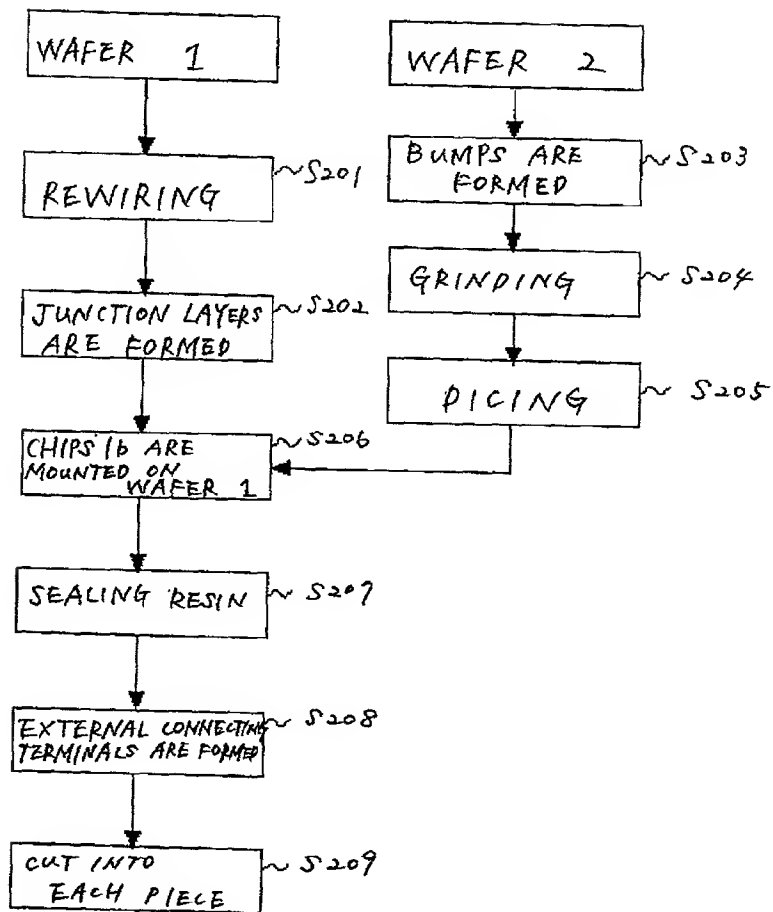 WAFER 1
REWIRING
S201
JUNCTION LAYERS
ARE FORMED
S202
WAFER 2
BUMPS ARE
FORMED
S203
GRINDING
S204
DICING
S205
CHIPS 1b ARE
MOUNTED ON
WAFER 1
S206
SEALING RESIN
S207
EXTERNAL CONNECTING
TERMINALS ARE FORMED
S208
CUT INTO
EACH PIECE
S209